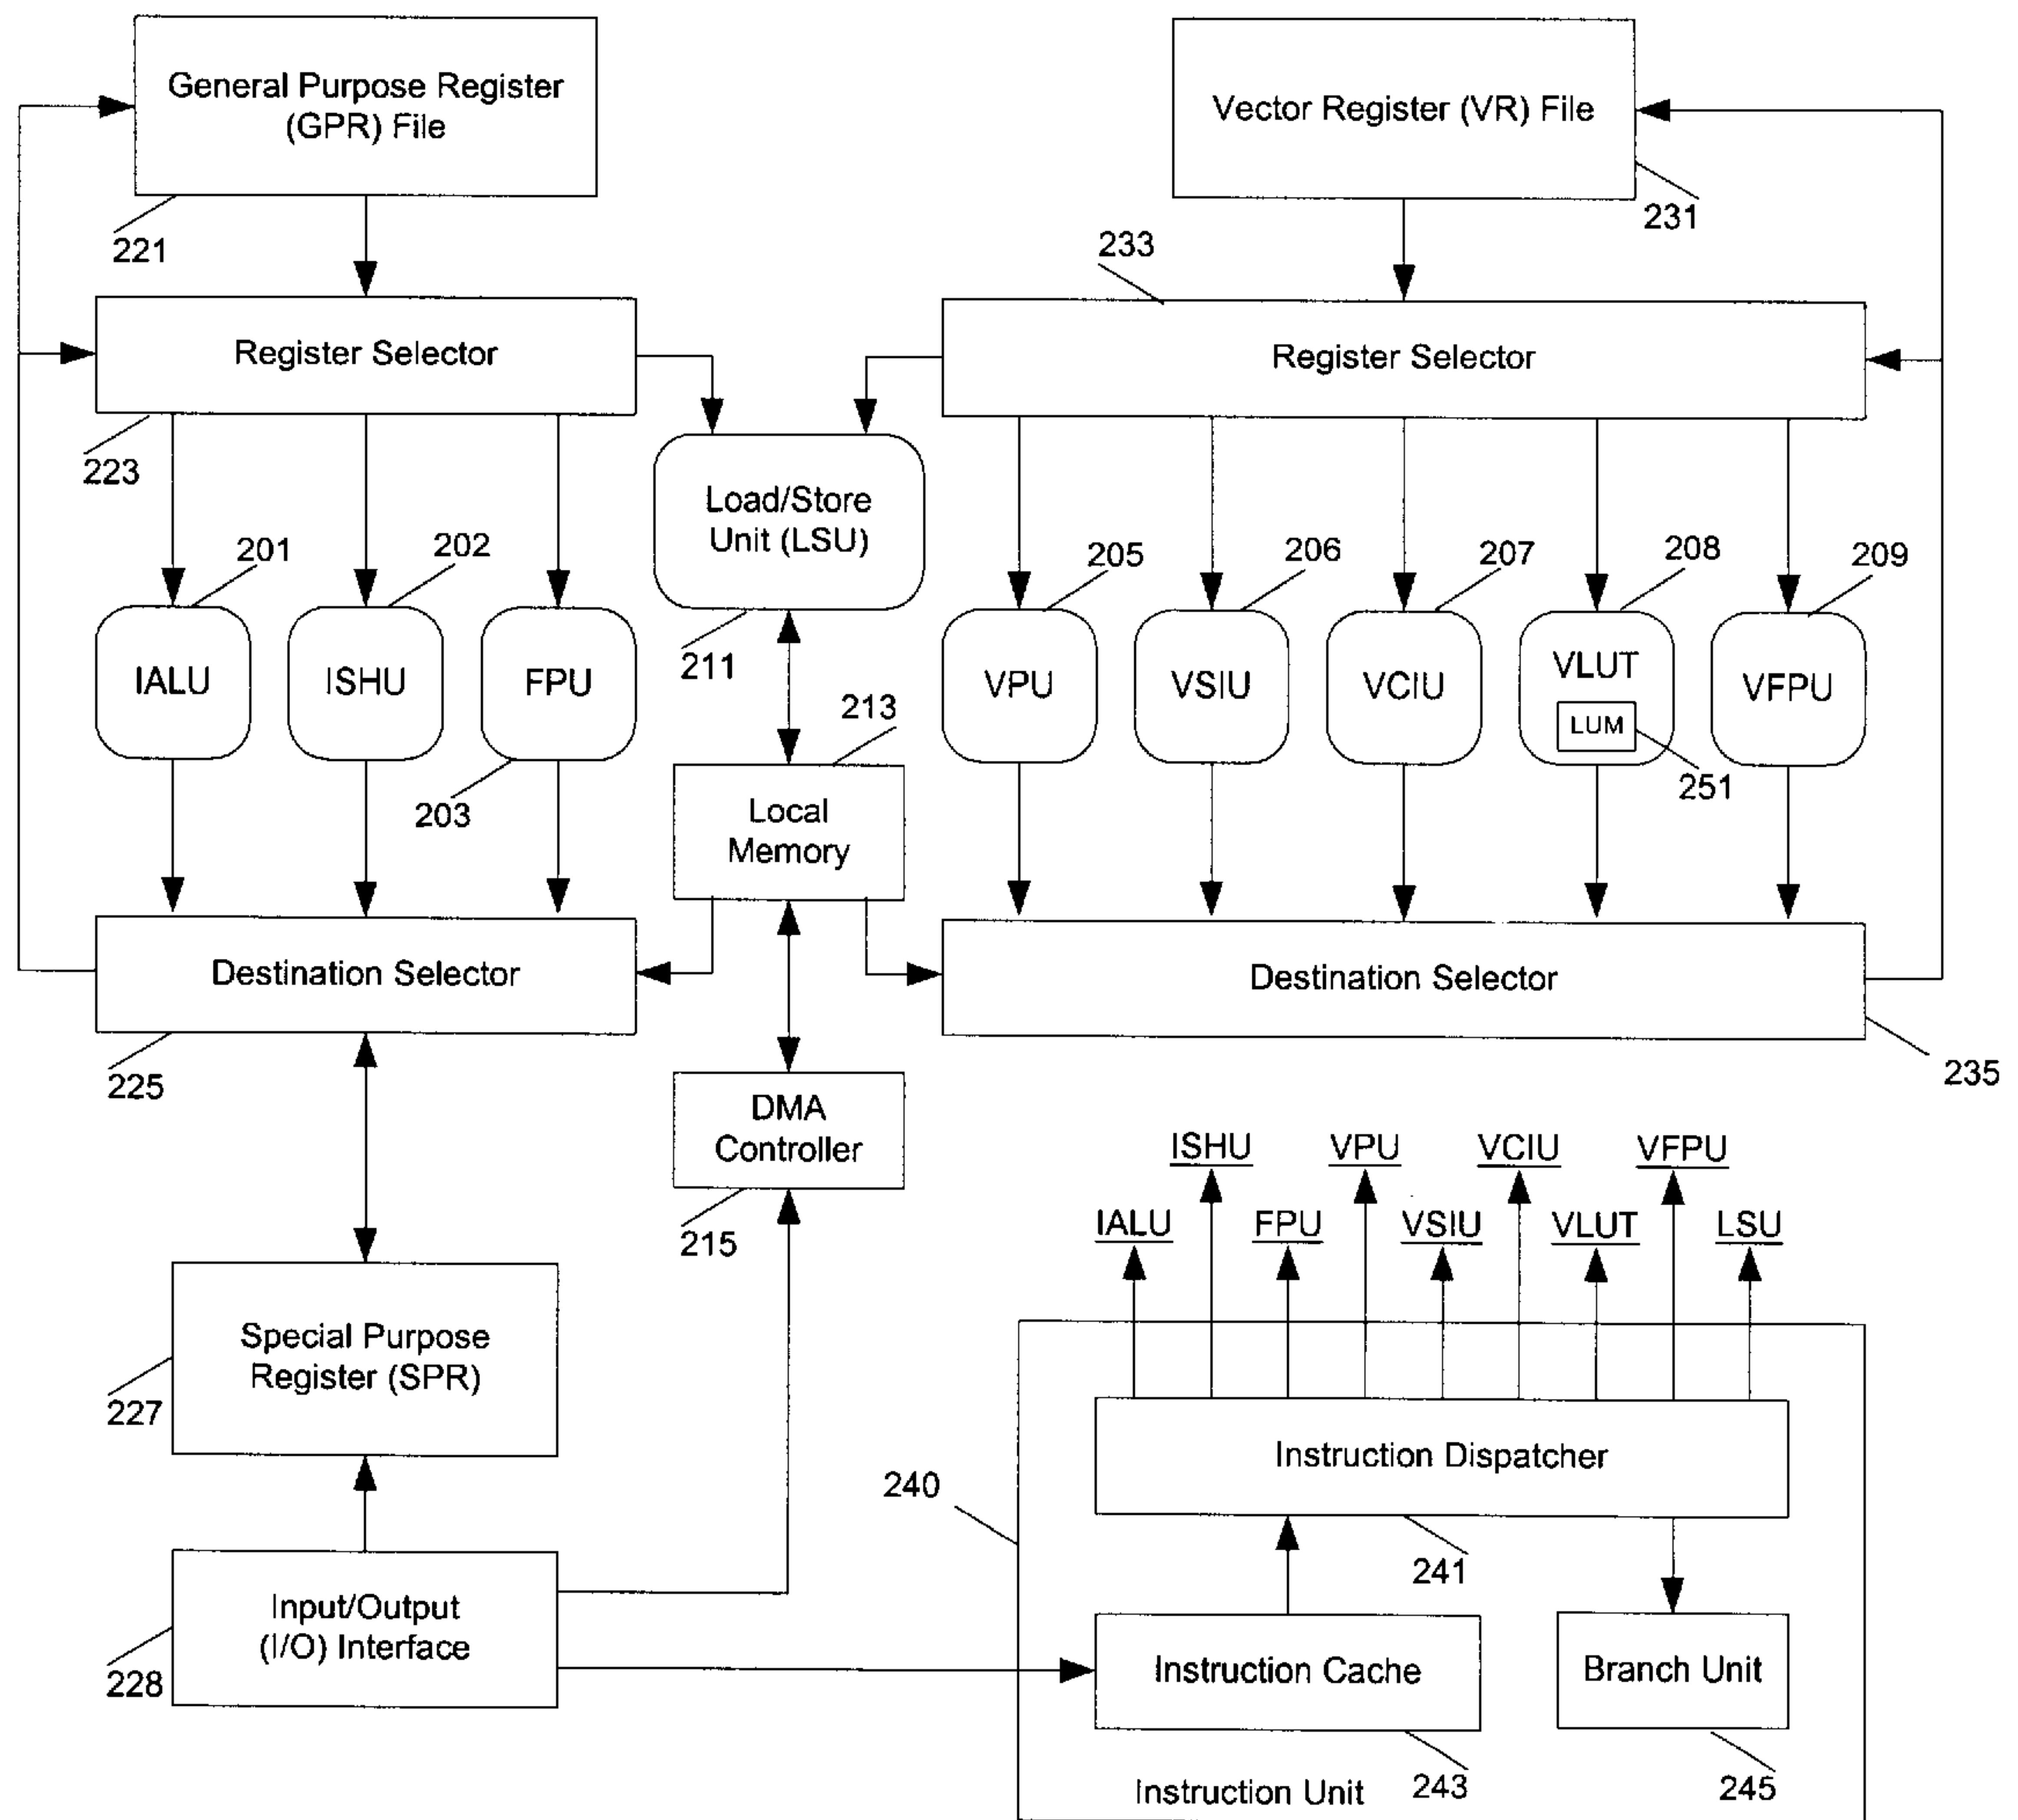 General Purpose Register
(GPR) File
221
Vector Register (VR) File
231
233
Register Selector
223
Register Selector
Load/Store
Unit (LSU)
211
201
202
IALU
ISHU
FPU
203
205
206
207
208
209
VPU
VSIU
VCIU
VLUT
LUM
251
VFPU
213
Local
Memory
Destination Selector
225
Destination Selector
235
DMA
Controller
215
Special Purpose
Register (SPR)
227
Input/Output
(I/O) Interface
228
ISHU
VPU
VCIU
VFPU
IALU
FPU
VSIU
VLUT
LSU
240
Instruction Dispatcher
241
Instruction Cache
243
Branch Unit
245
Instruction Unit